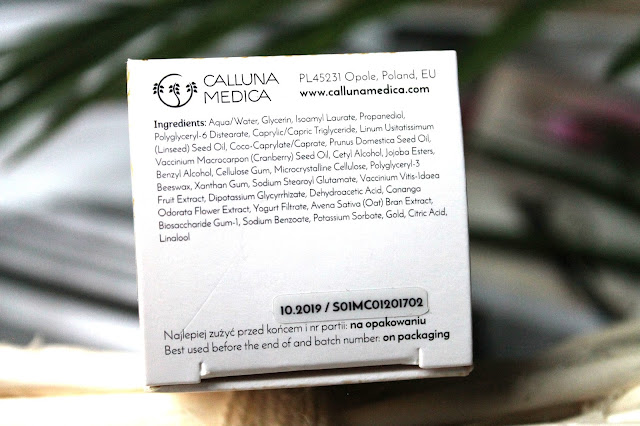 CALLUNA
MEDICA
PL45231 Opole, Poland, EU
www.callunamedica.com
Ingredients: Aqua/Water, Glycerin, Isoamyl Laurate, Propanediol,
Polyglyceryl-6 Distearate, Caprylic/Capric Triglyceride, Linum Usitatissimum
(Linseed) Seed Oil, Coco-Caprylate/Caprate, Prunus Domestica Seed Oil,
Vaccinium Macrocarpon (Cranberry) Seed Oil, Cetyl Alcohol, Jojoba Esters,
Benzyl Alcohol, Cellulose Gum, Microcrystalline Cellulose, Polyglyceryl-3
Beeswax, Xanthan Gum, Sodium Stearoyl Glutamate, Vaccinium Vitis-Idaea
Fruit Extract, Dipotassium Glycyrrhizate, Dehydroacetic Acid, Cananga
Odorata Flower Extract, Yogurt Filtrate, Avena Sativa (Oat) Bran Extract,
Biosaccharide Gum-1, Sodium Benzoate, Potassium Sorbate, Gold, Citric Acid,
Linalool
10.2019 / S01MC01201702
Najlepiej zużyć przed końcem i nr partii: na opakowaniu
Best used before the end of and batch number: on packaging